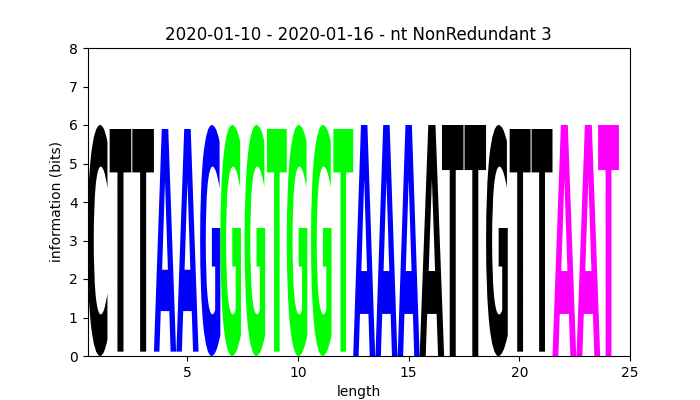 2020-01-10 - 2020-01-16 - nt NonRedundant 3
8
7
6
5
4
3
2
1
0
information (bits)
CTTAAGGGTGGTAAAATTGTTAAT
5 10 15 20 25
length